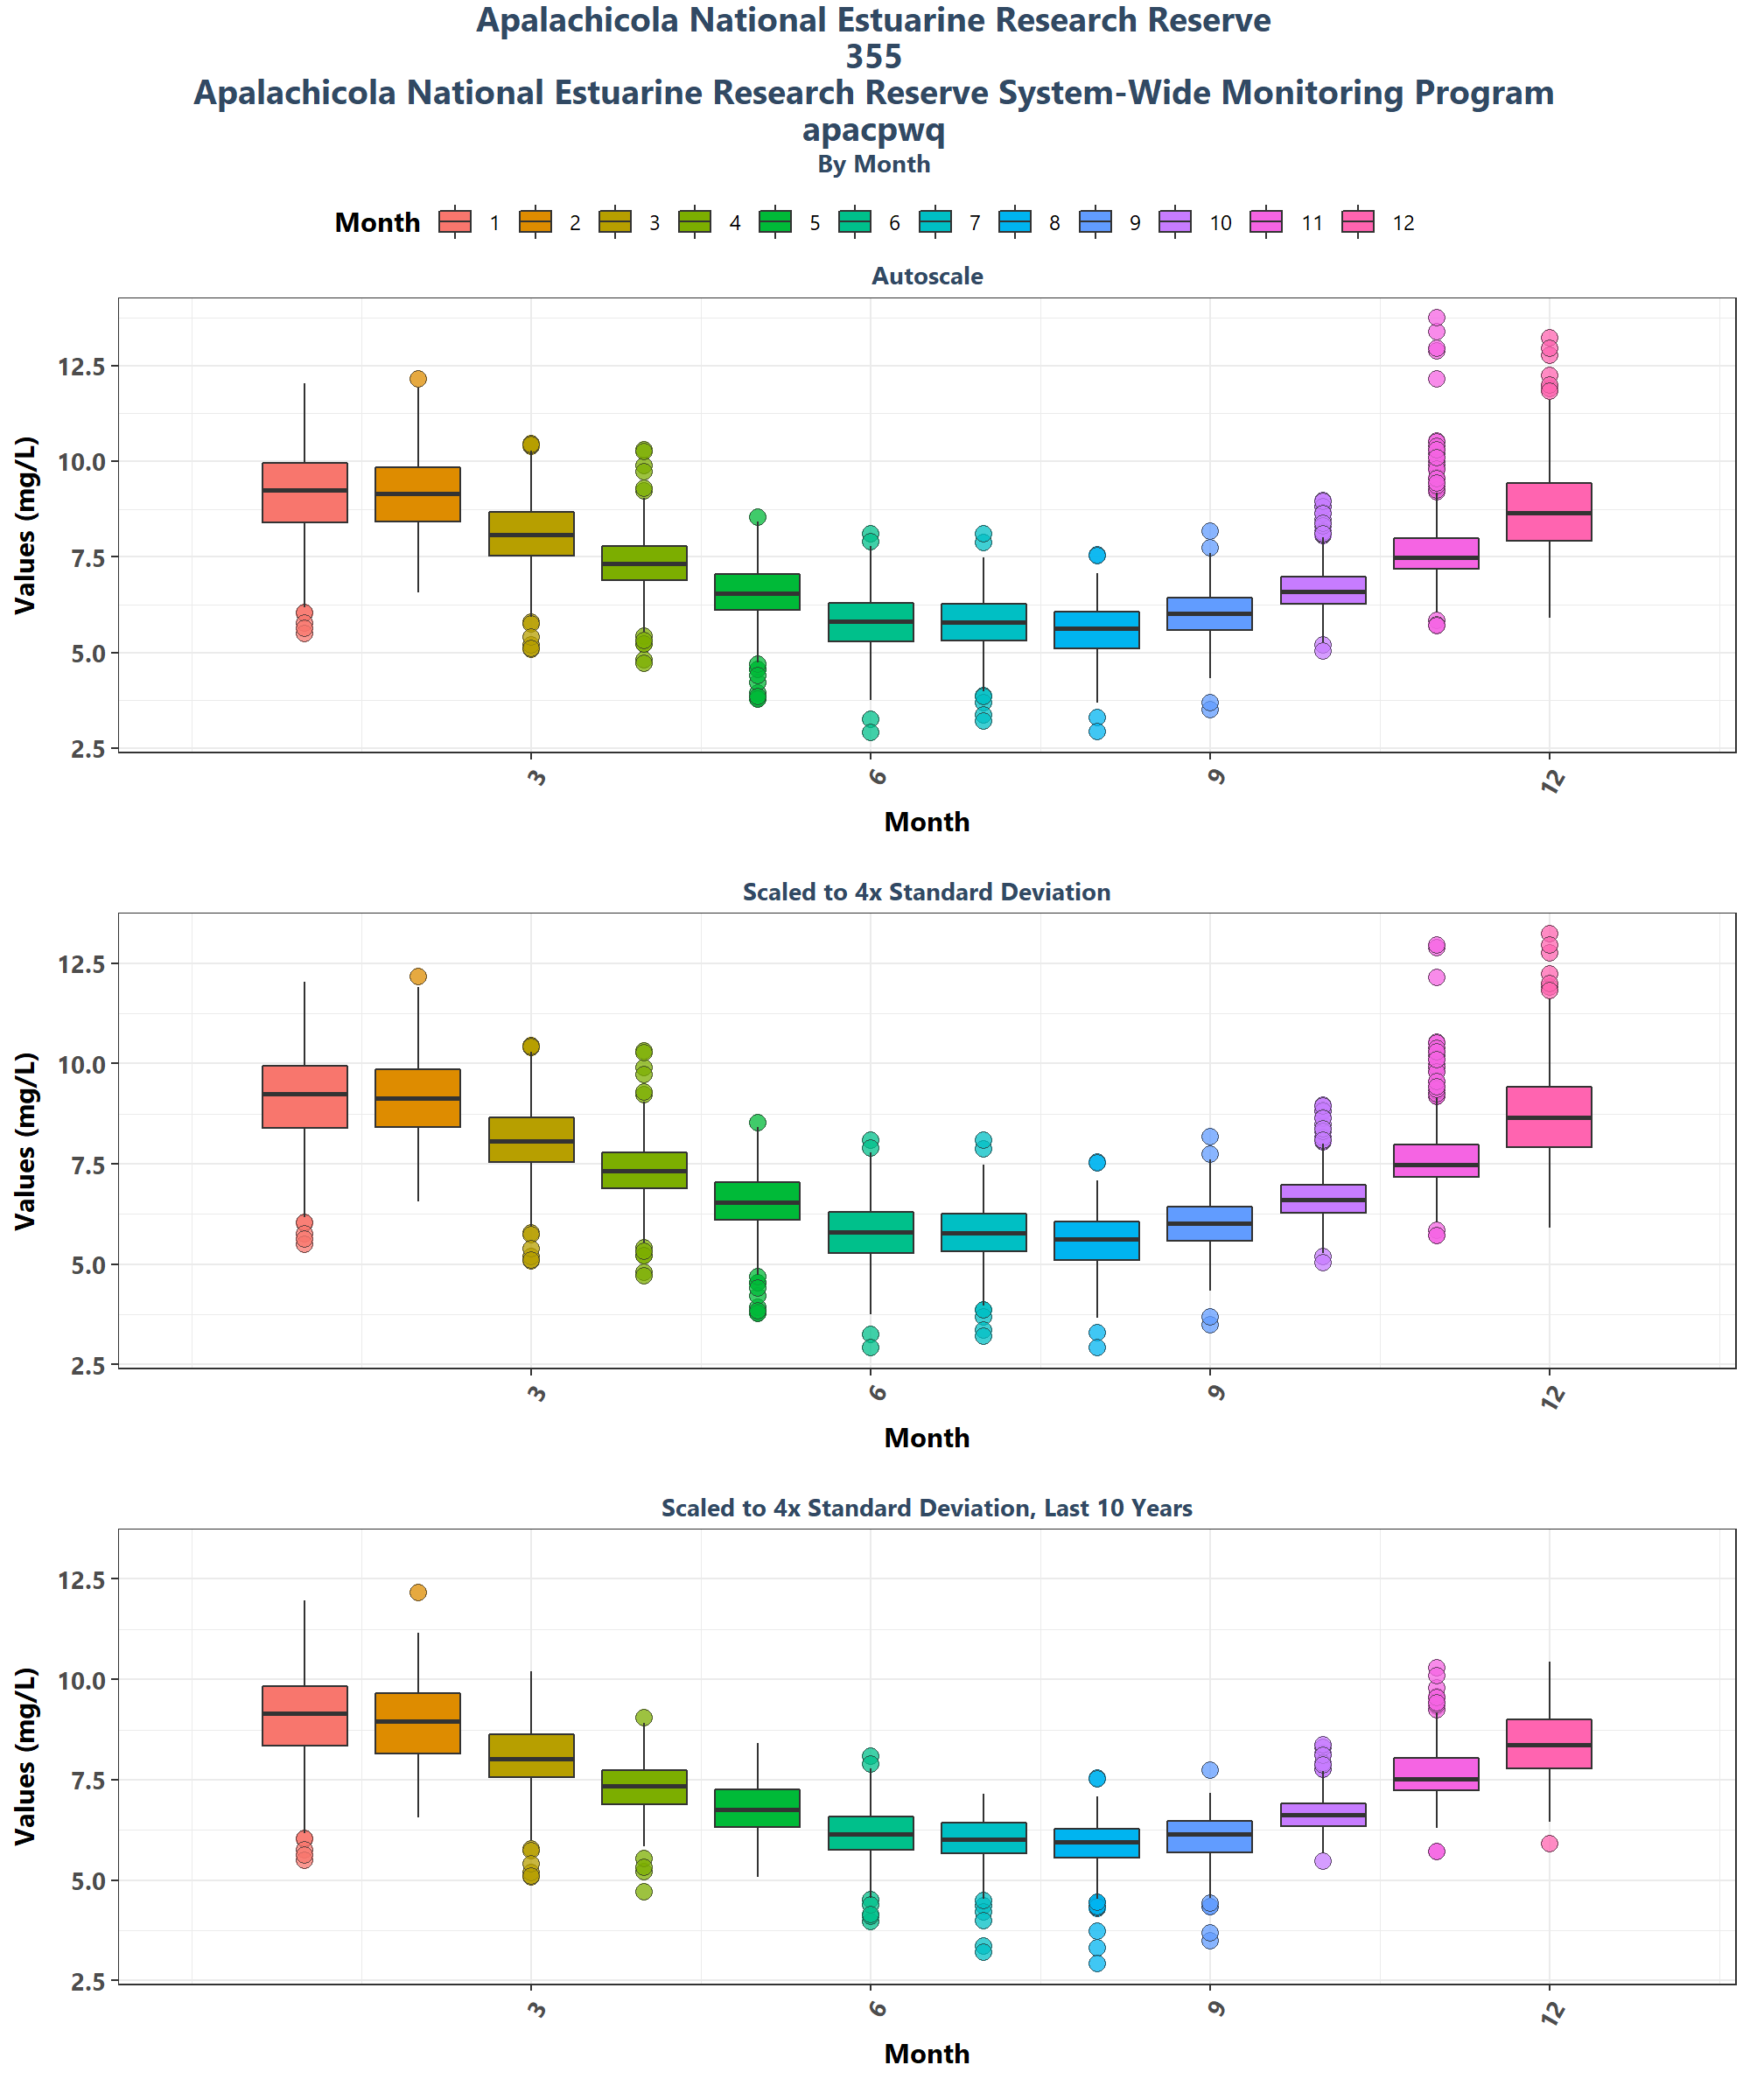 Apalachicola National Estuarine Research Reserve
355
Apalachicola National Estuarine Research Reserve System-Wide Monitoring Program
apacpwq
By Month
Month 1 2 3 4 5 6 7 8 9 10 11 12
Autoscale
Values (mg/L)
12.5
10.0
7.5
5.0
2.5
3 6 9 12
Month
Scaled to 4x Standard Deviation
Values (mg/L)
12.5
10.0
7.5
5.0
2.5
3 6 9 12
Month
Scaled to 4x Standard Deviation, Last 10 Years
Values (mg/L)
12.5
10.0
7.5
5.0
2.5
3 6 9 12
Month